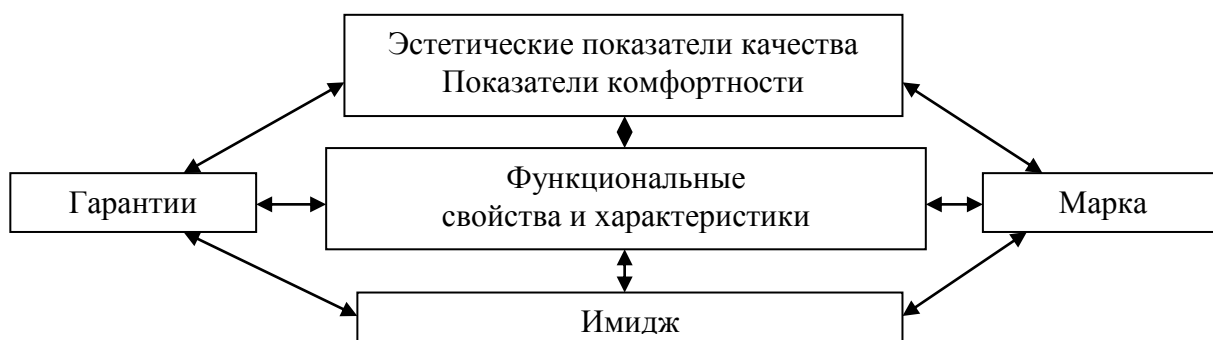 Эстетические показатели качества
Показатели комфортности
Гарантии
Функциональные
свойства и характеристики
Марка
Имидж